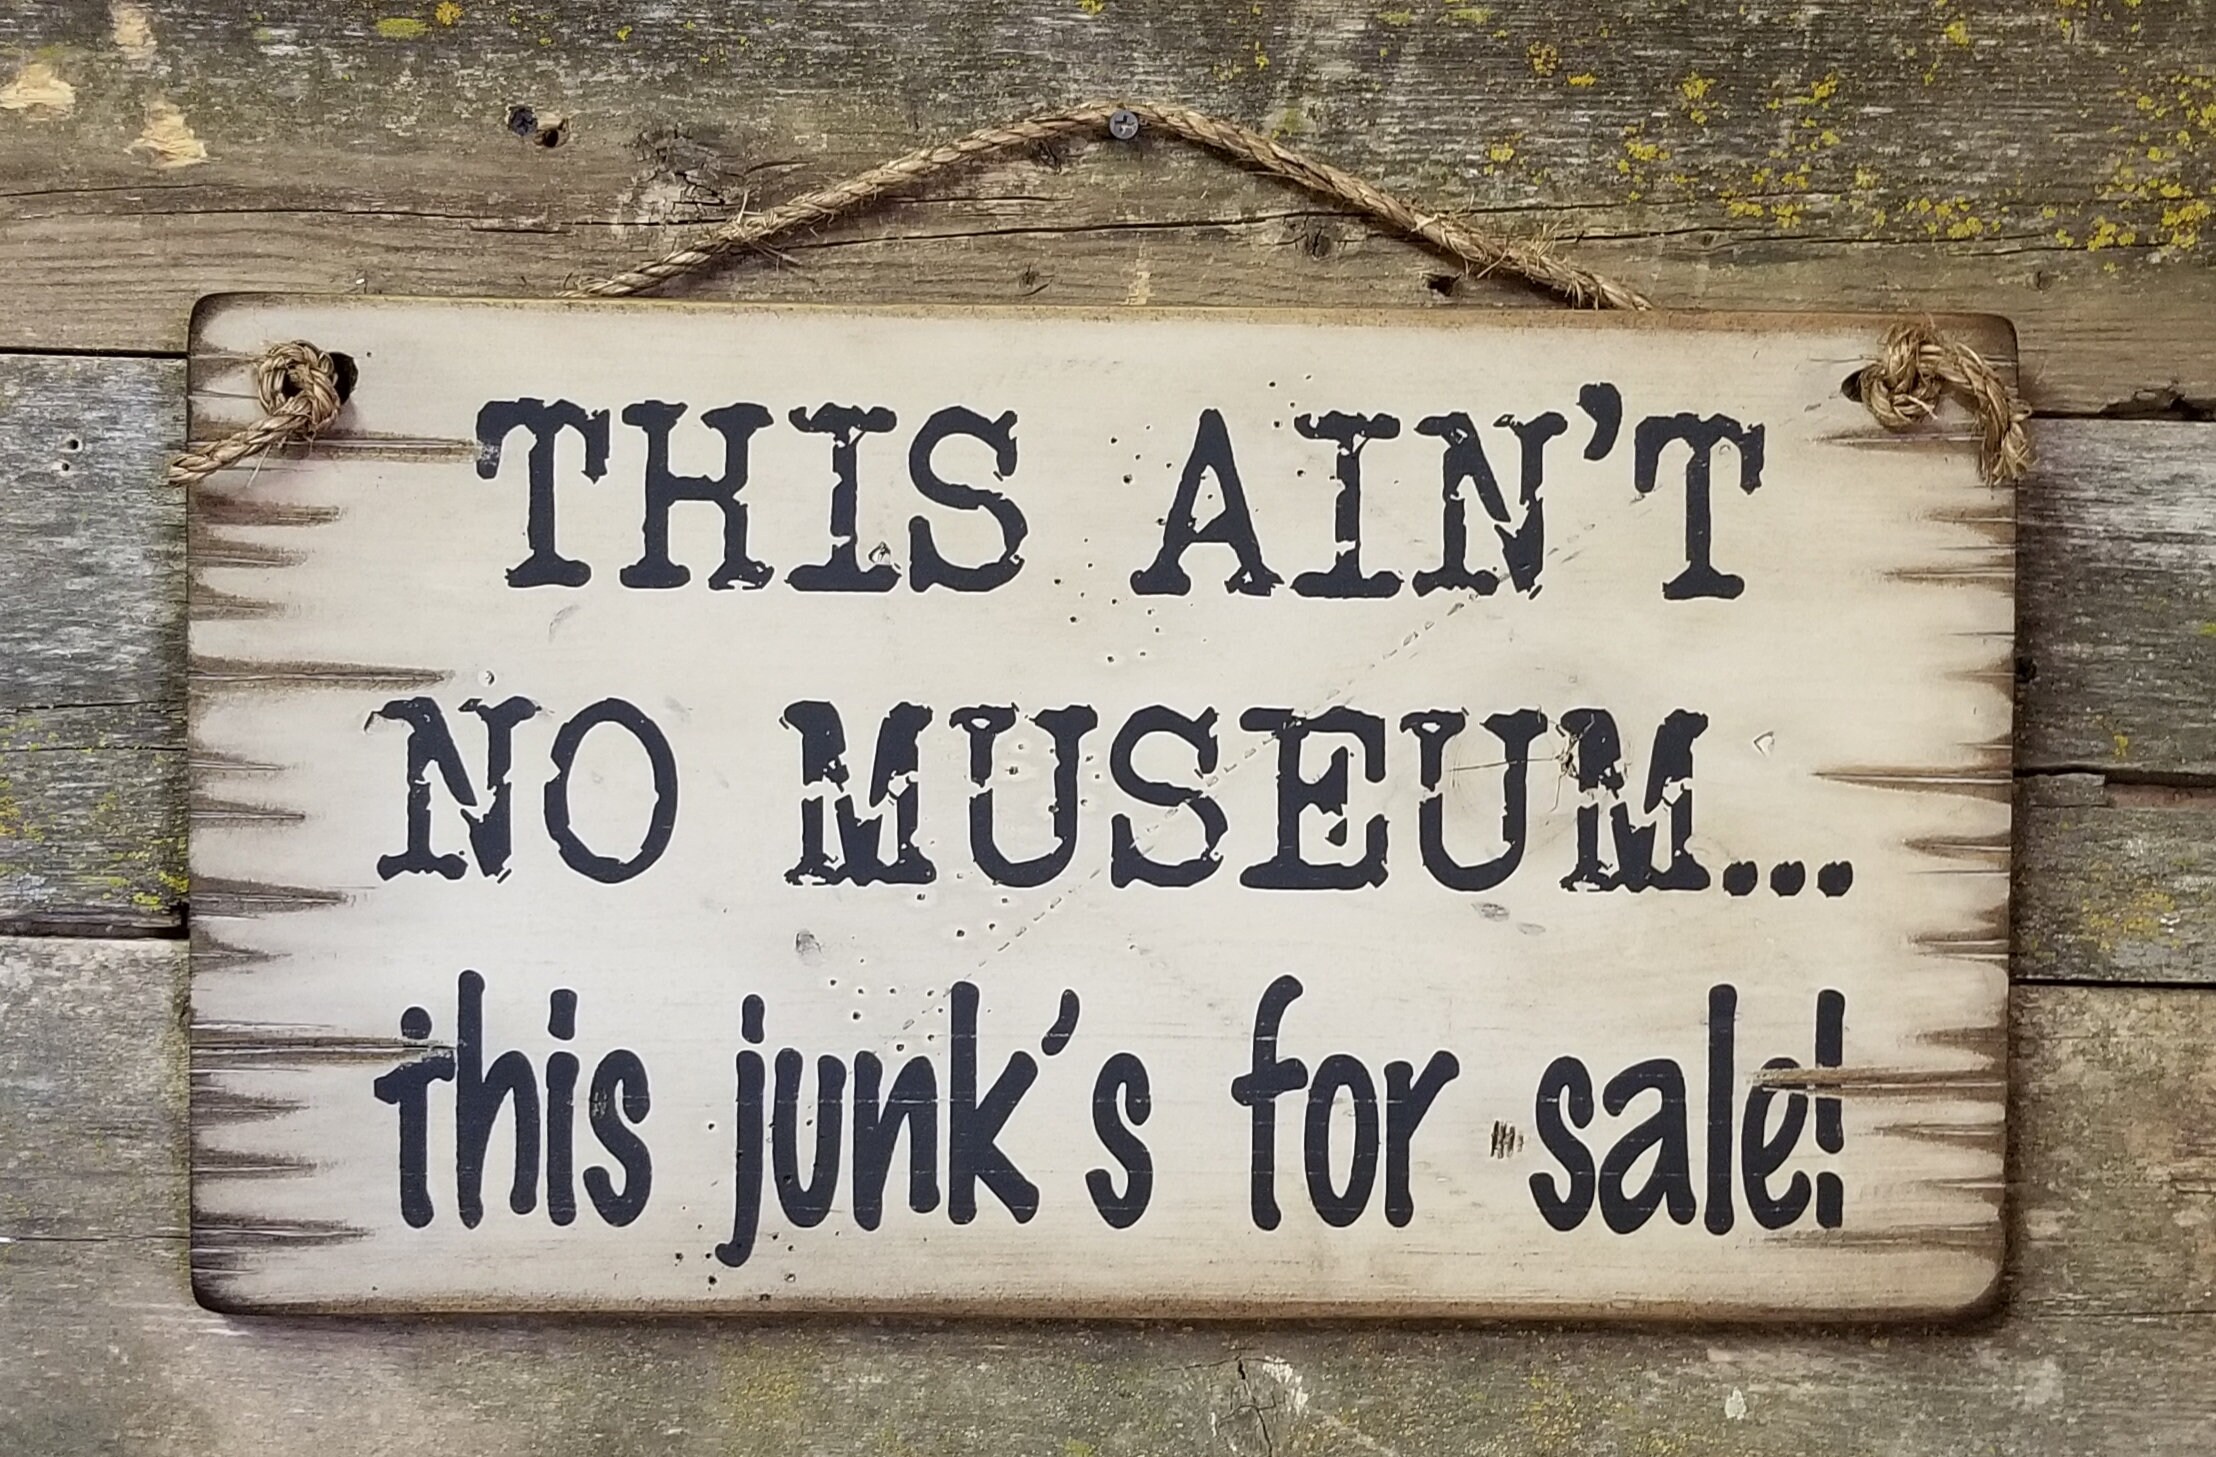 THIS AIN'T
NO MUSEUM...
this junk's for sale!